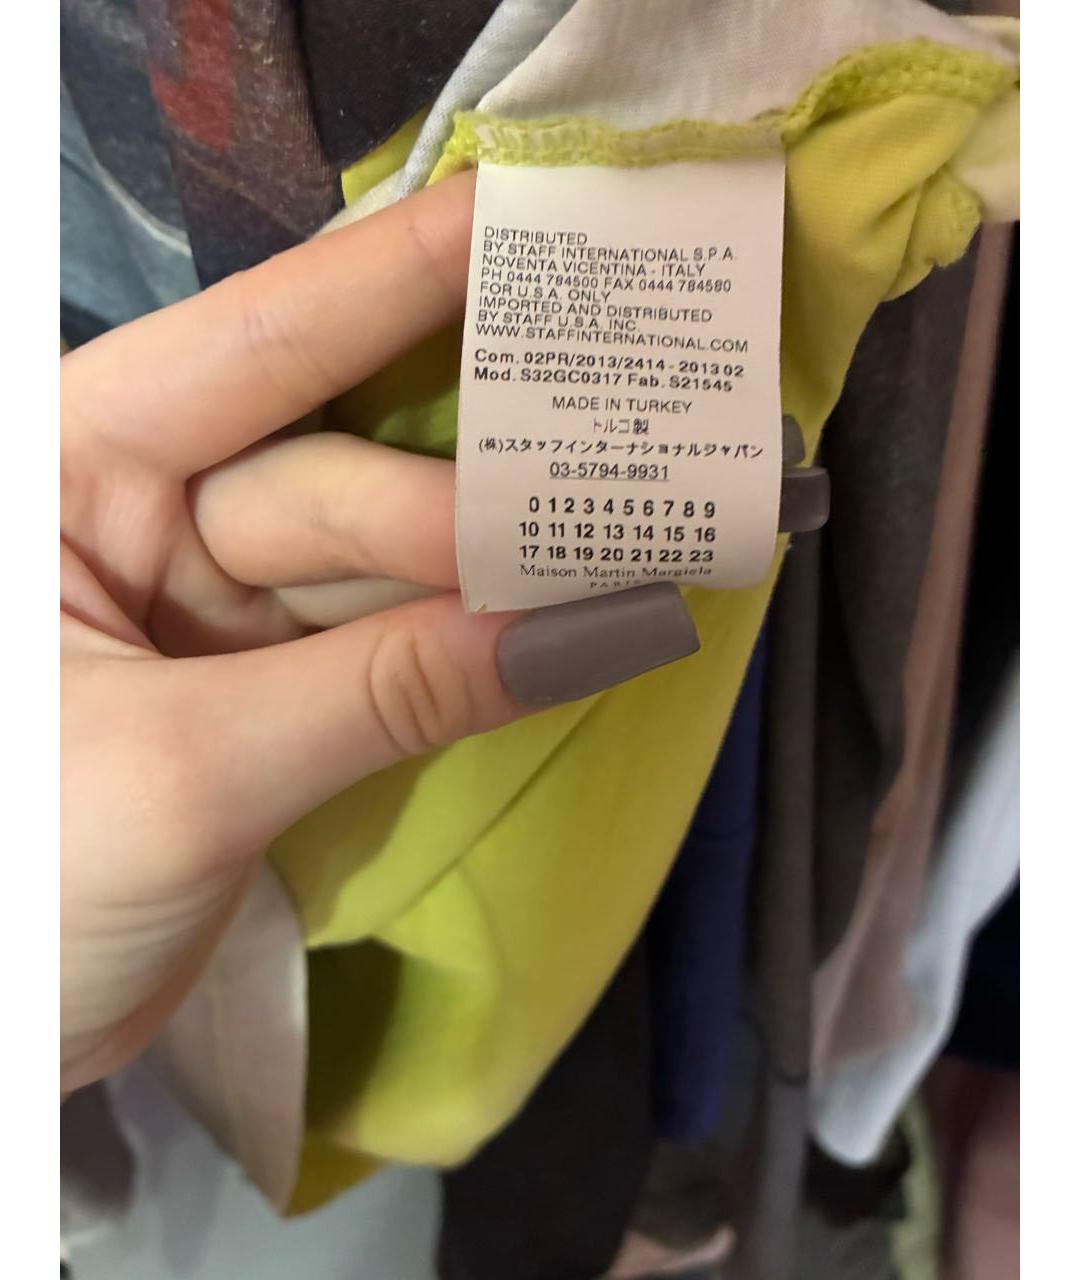 DISTRIBUTED
BY STAFF INTERNATIONAL S.P.A.
NOVENTA VICENTINA - ITALY
PH 0444 784500 FAX 0444 784580
FOR U.S.A. ONLY
IMPORTED AND DISTRIBUTED
BY STAFF U.S.A. INC.
WWW.STAFFINTERNATIONAL.COM
Com. 02PR/2013/2414 - 2013 02
Mod. S32GC0317 Fab. S21545
MADE IN TURKEY
トルコ製
(株)スタッフインターナショナルジャパン
03-5794-9931
0 1 2 3 4 5 6 7 8 9
10 11 12 13 14 15 16
17 18 19 20 21 22 23
Maison Martin Margiela
PARIS